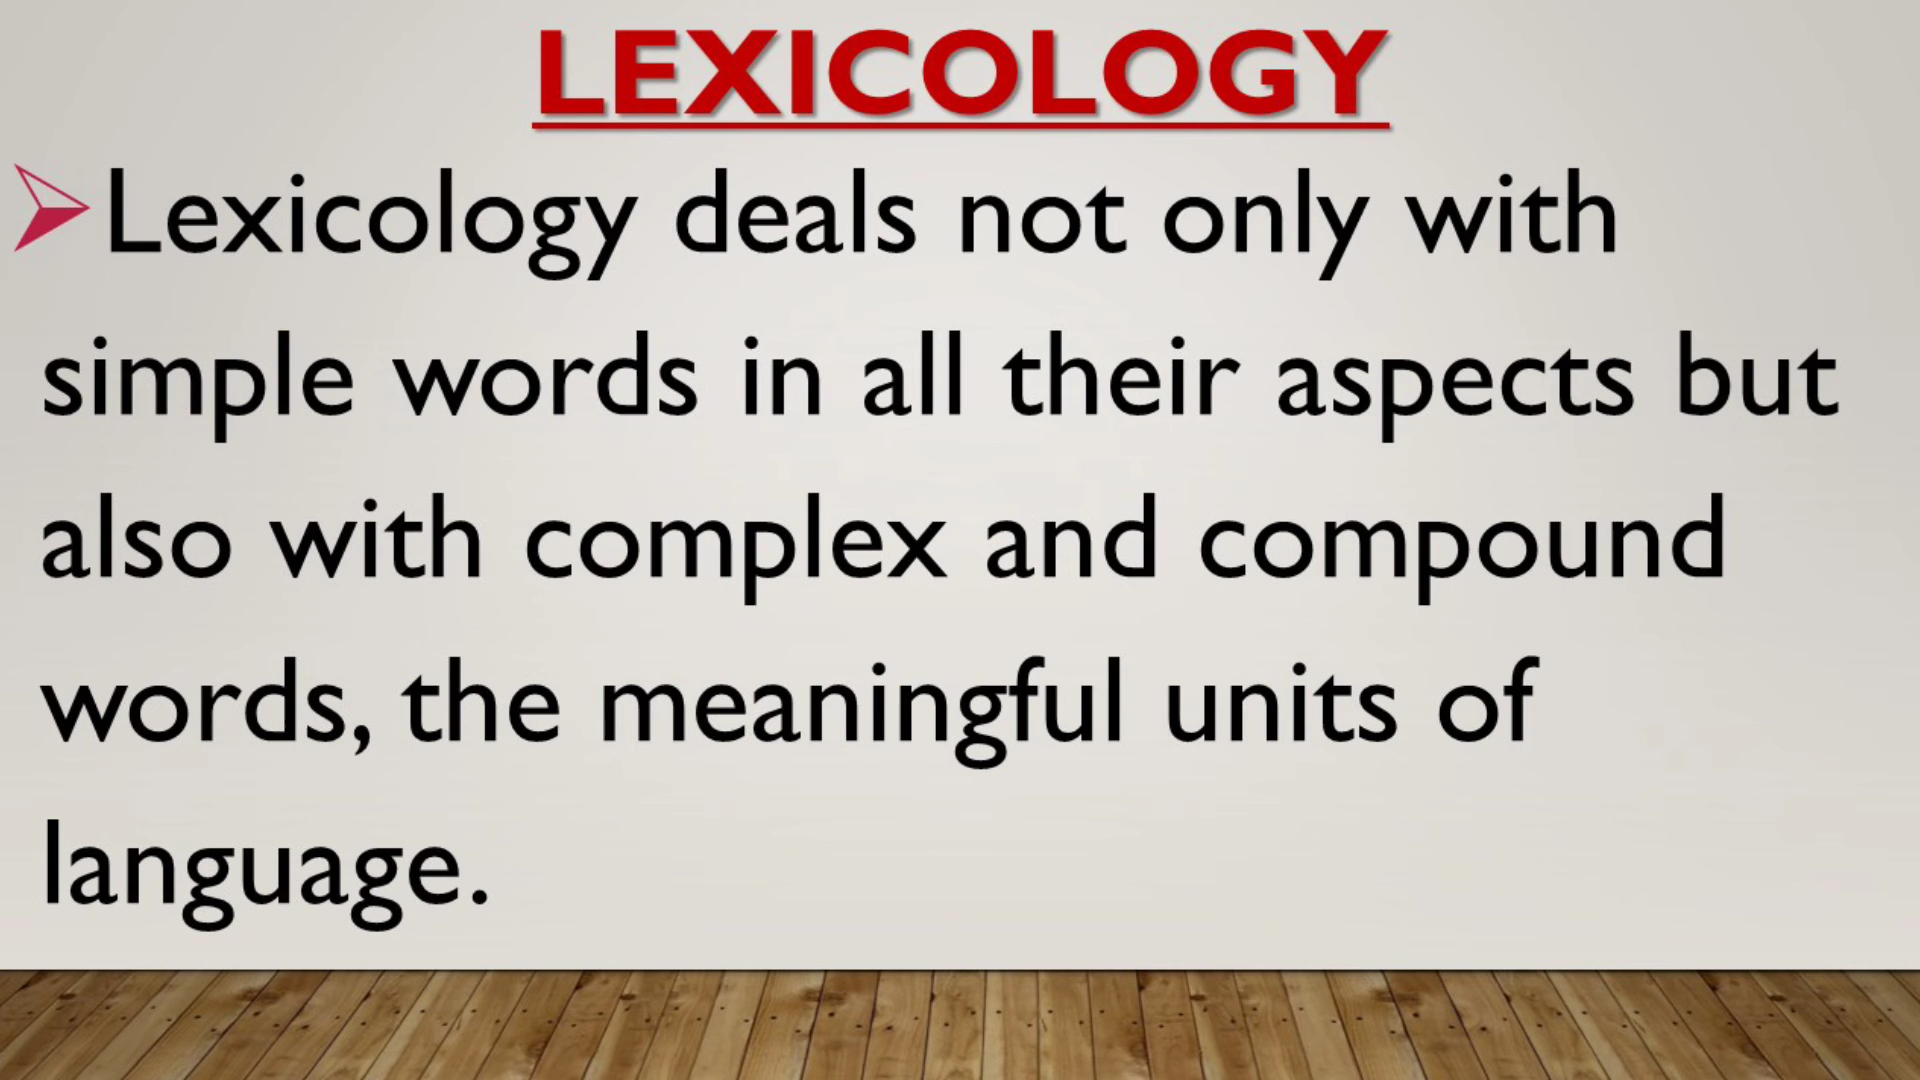 LEXICOLOGY
Lexicology deals not only with
simple words in all their aspects but
also with complex and compound
words, the meaningful units of
language.